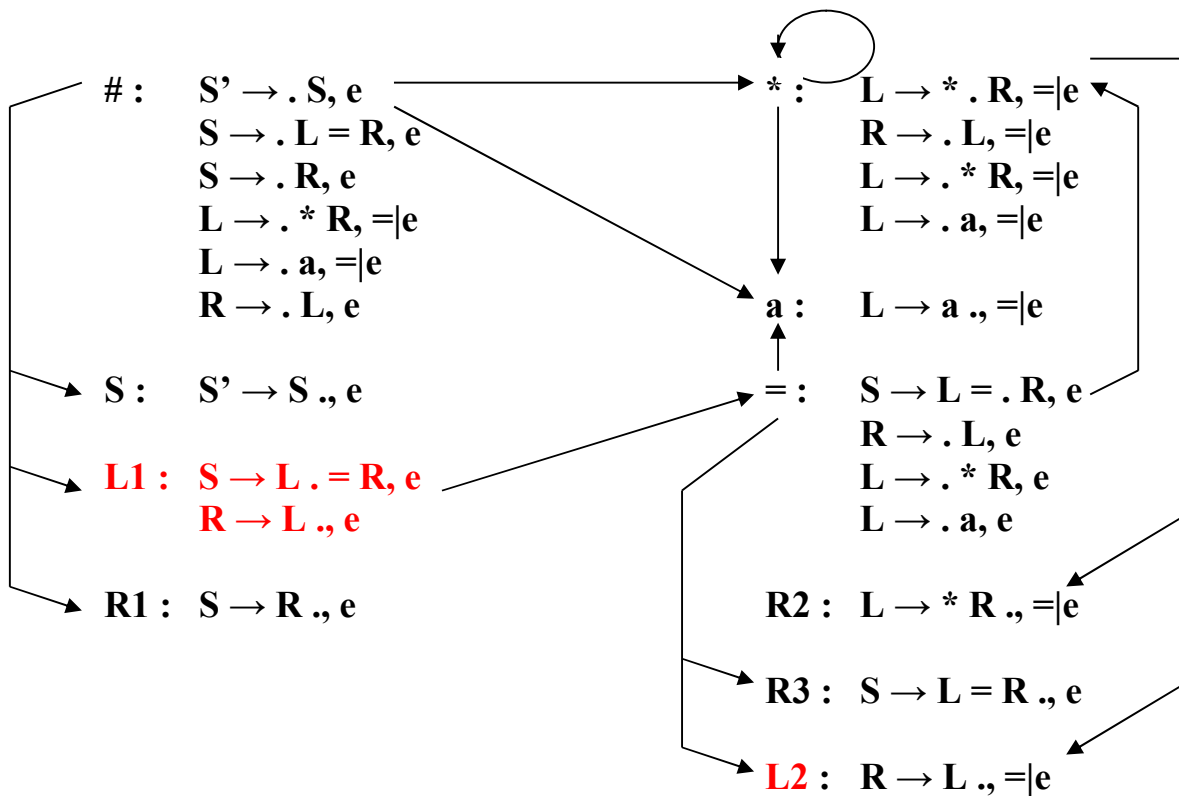 # : S’ → . S, e
S → . L = R, e
S → . R, e
L → . * R, =|e
L → . a, =|e
R → . L, e
S : S’ → S ., e
L1 : S → L . = R, e
R → L ., e
R1 : S → R ., e
* : L → * . R, =|e
R → . L, =|e
L → . * R, =|e
L → . a, =|e
a : L → a ., =|e
= : S → L = . R, e
R → . L, e
L → . * R, e
L → . a, e
R2 : L → * R ., =|e
R3 : S → L = R ., e
L2 : R → L ., =|e